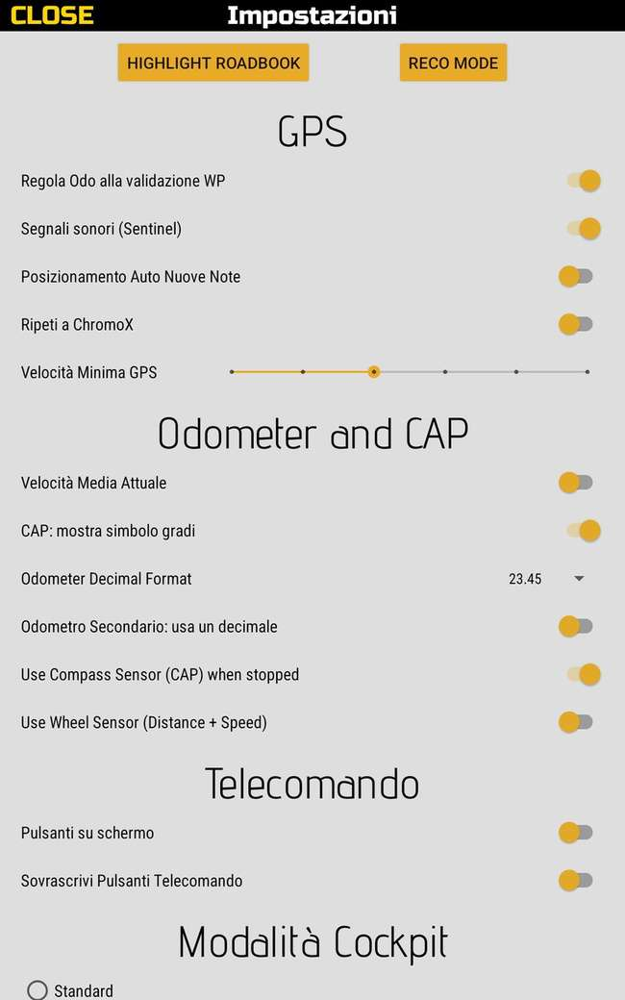 CLOSE Impostazioni
HIGHLIGHT ROADBOOK RECO MODE
GPS
Regola Odo alla validazione WP
Segnali sonori (Sentinel)
Posizionamento Auto Nuove Note
Ripeti a ChromoX
Velocità Minima GPS
Odometer and CAP
Velocità Media Attuale
CAP: mostra simbolo gradi
Odometer Decimal Format 23.45
Odometro Secondario: usa un decimale
Use Compass Sensor (CAP) when stopped
Use Wheel Sensor (Distance + Speed)
Telecomando
Pulsanti su schermo
Sovrascrivi Pulsanti Telecomando
Modalità Cockpit
Standard